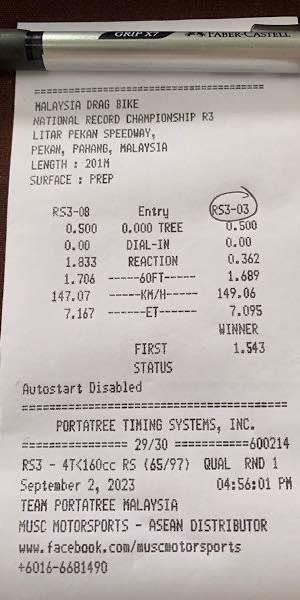 GRIP X7 FABER-CASTELL
==========================================
MALAYSIA DRAG BIKE
NATIONAL RECORD CHAMPIONSHIP R3
LITAR PEKAN SPEEDWAY,
PEKAN, PAHANG, MALAYSIA
LENGTH : 201M
SURFACE : PREP
RS3-08 Entry RS3-03
0.500 0.000 TREE 0.500
0.00 DIAL-IN 0.00
1.833 REACTION 0.362
1.706 -----60FT----- 1.689
147.07 -----KM/H----- 149.06
7.167 ------ET------ 7.095
WINNER
FIRST 1.543
STATUS
Autostart Disabled
==========================================
PORTATREE TIMING SYSTEMS, INC.
================ 29/30 ===========600214
RS3 - 4T<160cc RS (65/97) QUAL RND 1
September 2, 2023 04:56:01 PM
TEAM PORTATREE MALAYSIA
MUSC MOTORSPORTS - ASEAN DISTRIBUTOR
www.facebook.com/muscmotorsports
+6016-6681490